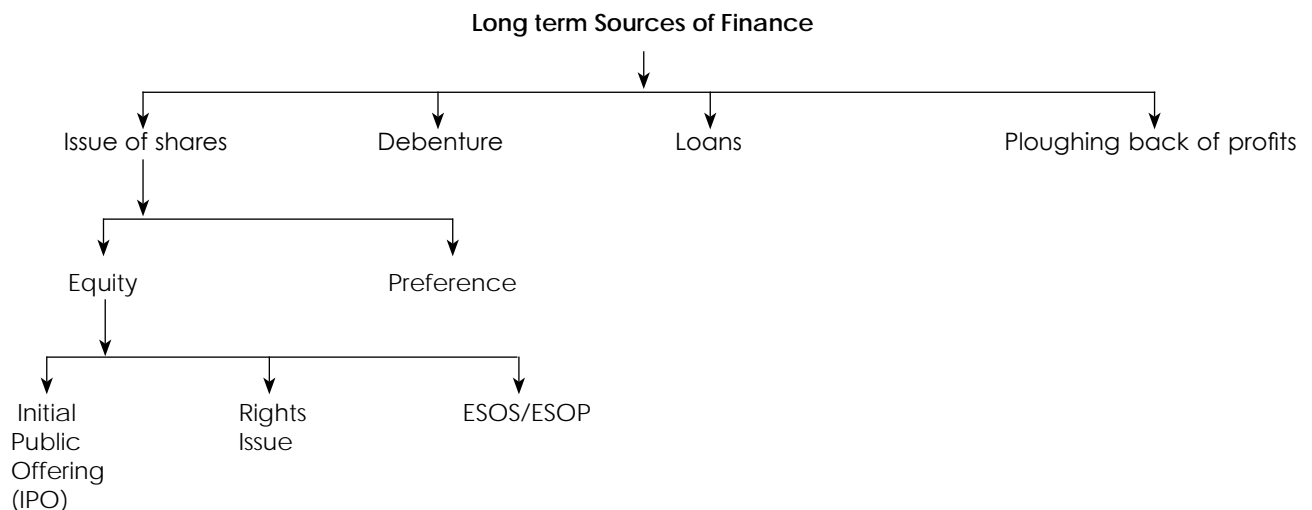 Long term Sources of Finance
Issue of shares
Debenture
Loans
Ploughing back of profits
Equity
Preference
Initial
Public
Offering
(IPO)
Rights
Issue
ESOS/ESOP